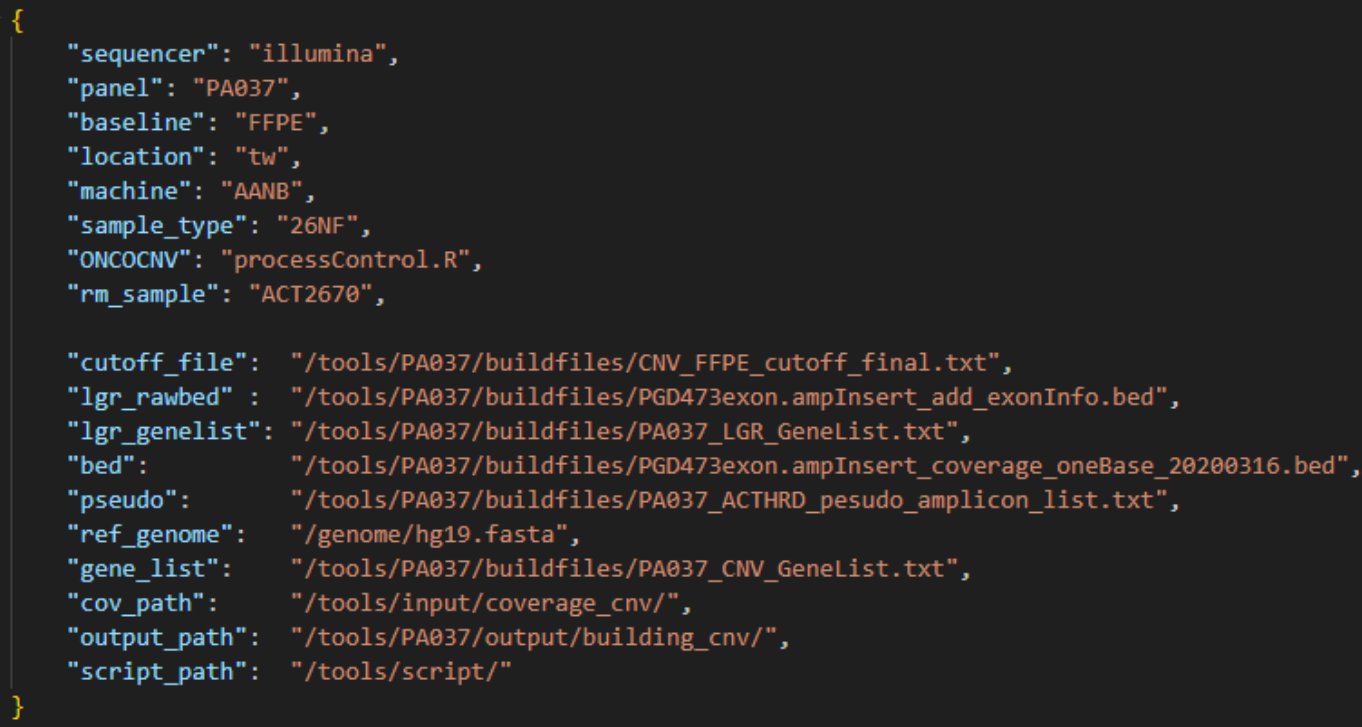 {
"sequencer": "illumina",
"panel": "PA037",
"baseline": "FFPE",
"location": "tw",
"machine": "AANB",
"sample_type": "26NF",
"ONCOCNV": "processControl.R",
"rm_sample": "ACT2670",
"cutoff_file": "/tools/PA037/buildfiles/CNV_FFPE_cutoff_final.txt",
"lgr_rawbed" : "/tools/PA037/buildfiles/PGD473exon.ampInsert_add_exonInfo.bed",
"lgr_genelist": "/tools/PA037/buildfiles/PA037_LGR_GeneList.txt",
"bed": "/tools/PA037/buildfiles/PGD473exon.ampInsert_coverage_oneBase_20200316.bed",
"pseudo": "/tools/PA037/buildfiles/PA037_ACTHRD_pesudo_amplicon_list.txt",
"ref_genome": "/genome/hg19.fasta",
"gene_list": "/tools/PA037/buildfiles/PA037_CNV_GeneList.txt",
"cov_path": "/tools/input/coverage_cnv/",
"output_path": "/tools/PA037/output/building_cnv/",
"script_path": "/tools/script/"
}